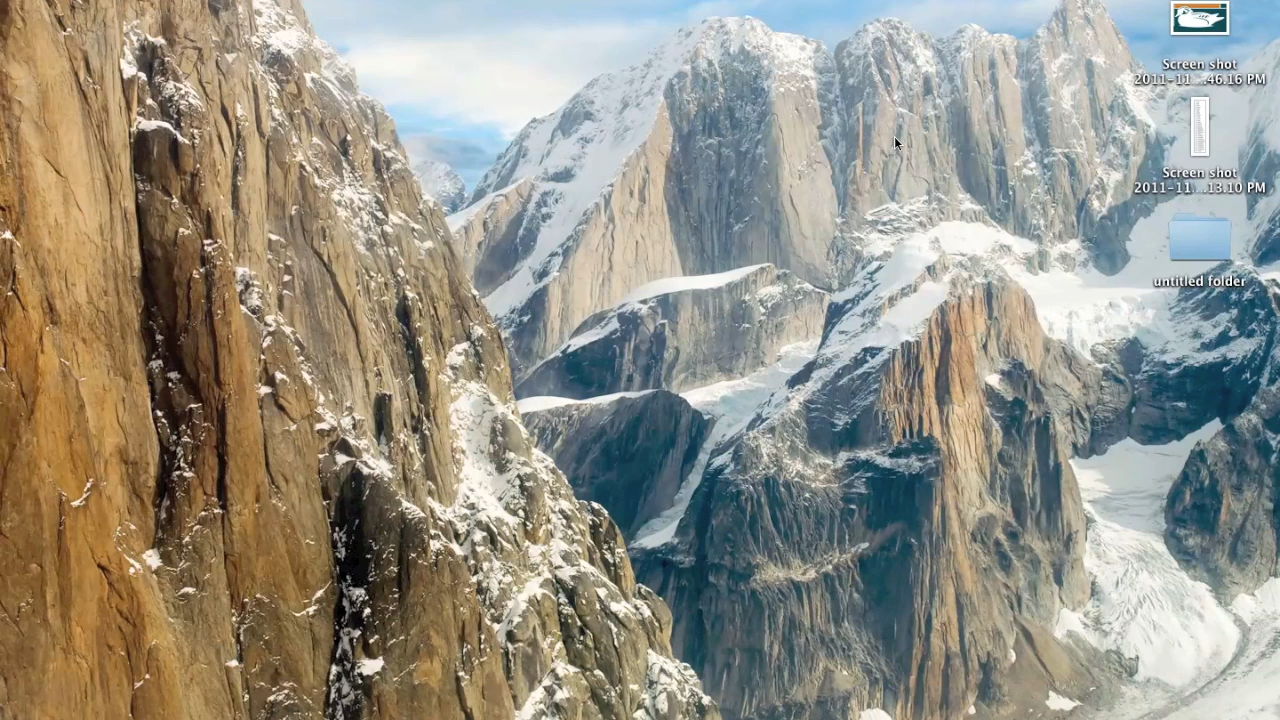 Screen shot
2011-11....46.16 PM
Screen shot
2011-11....13.10 PM
untitled folder